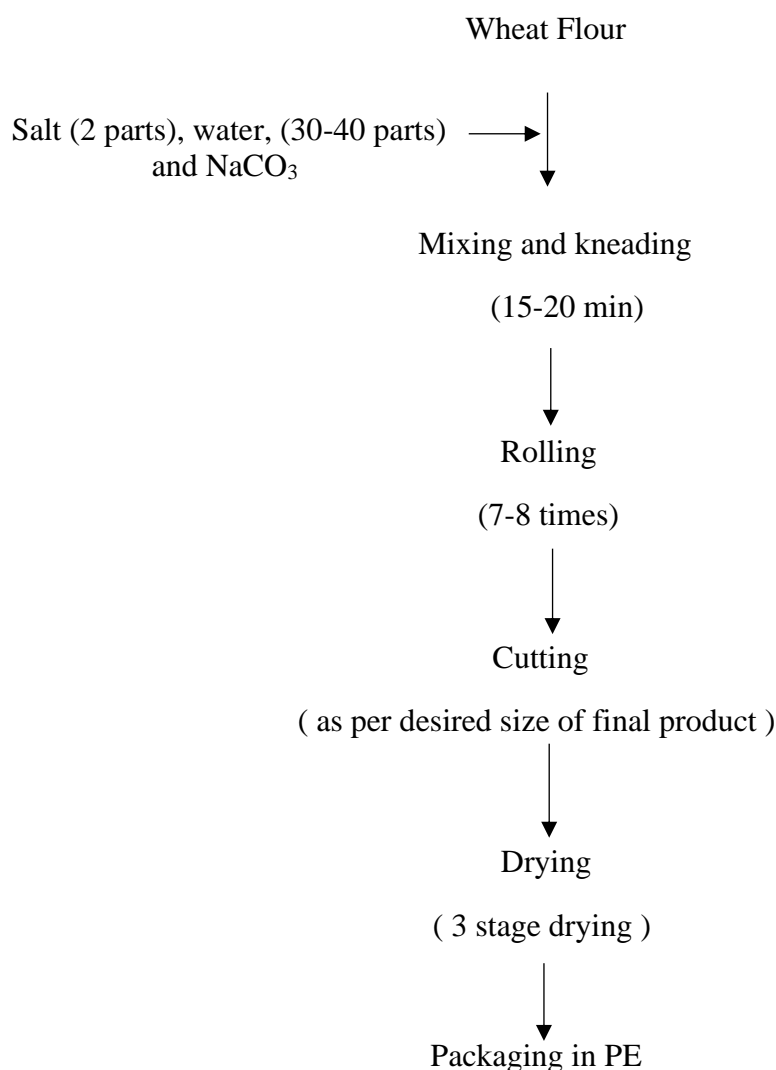 Wheat Flour
Salt (2 parts), water, (30-40 parts)
and NaCO₃
Mixing and kneading
(15-20 min)
Rolling
(7-8 times)
Cutting
( as per desired size of final product )
Drying
( 3 stage drying )
Packaging in PE